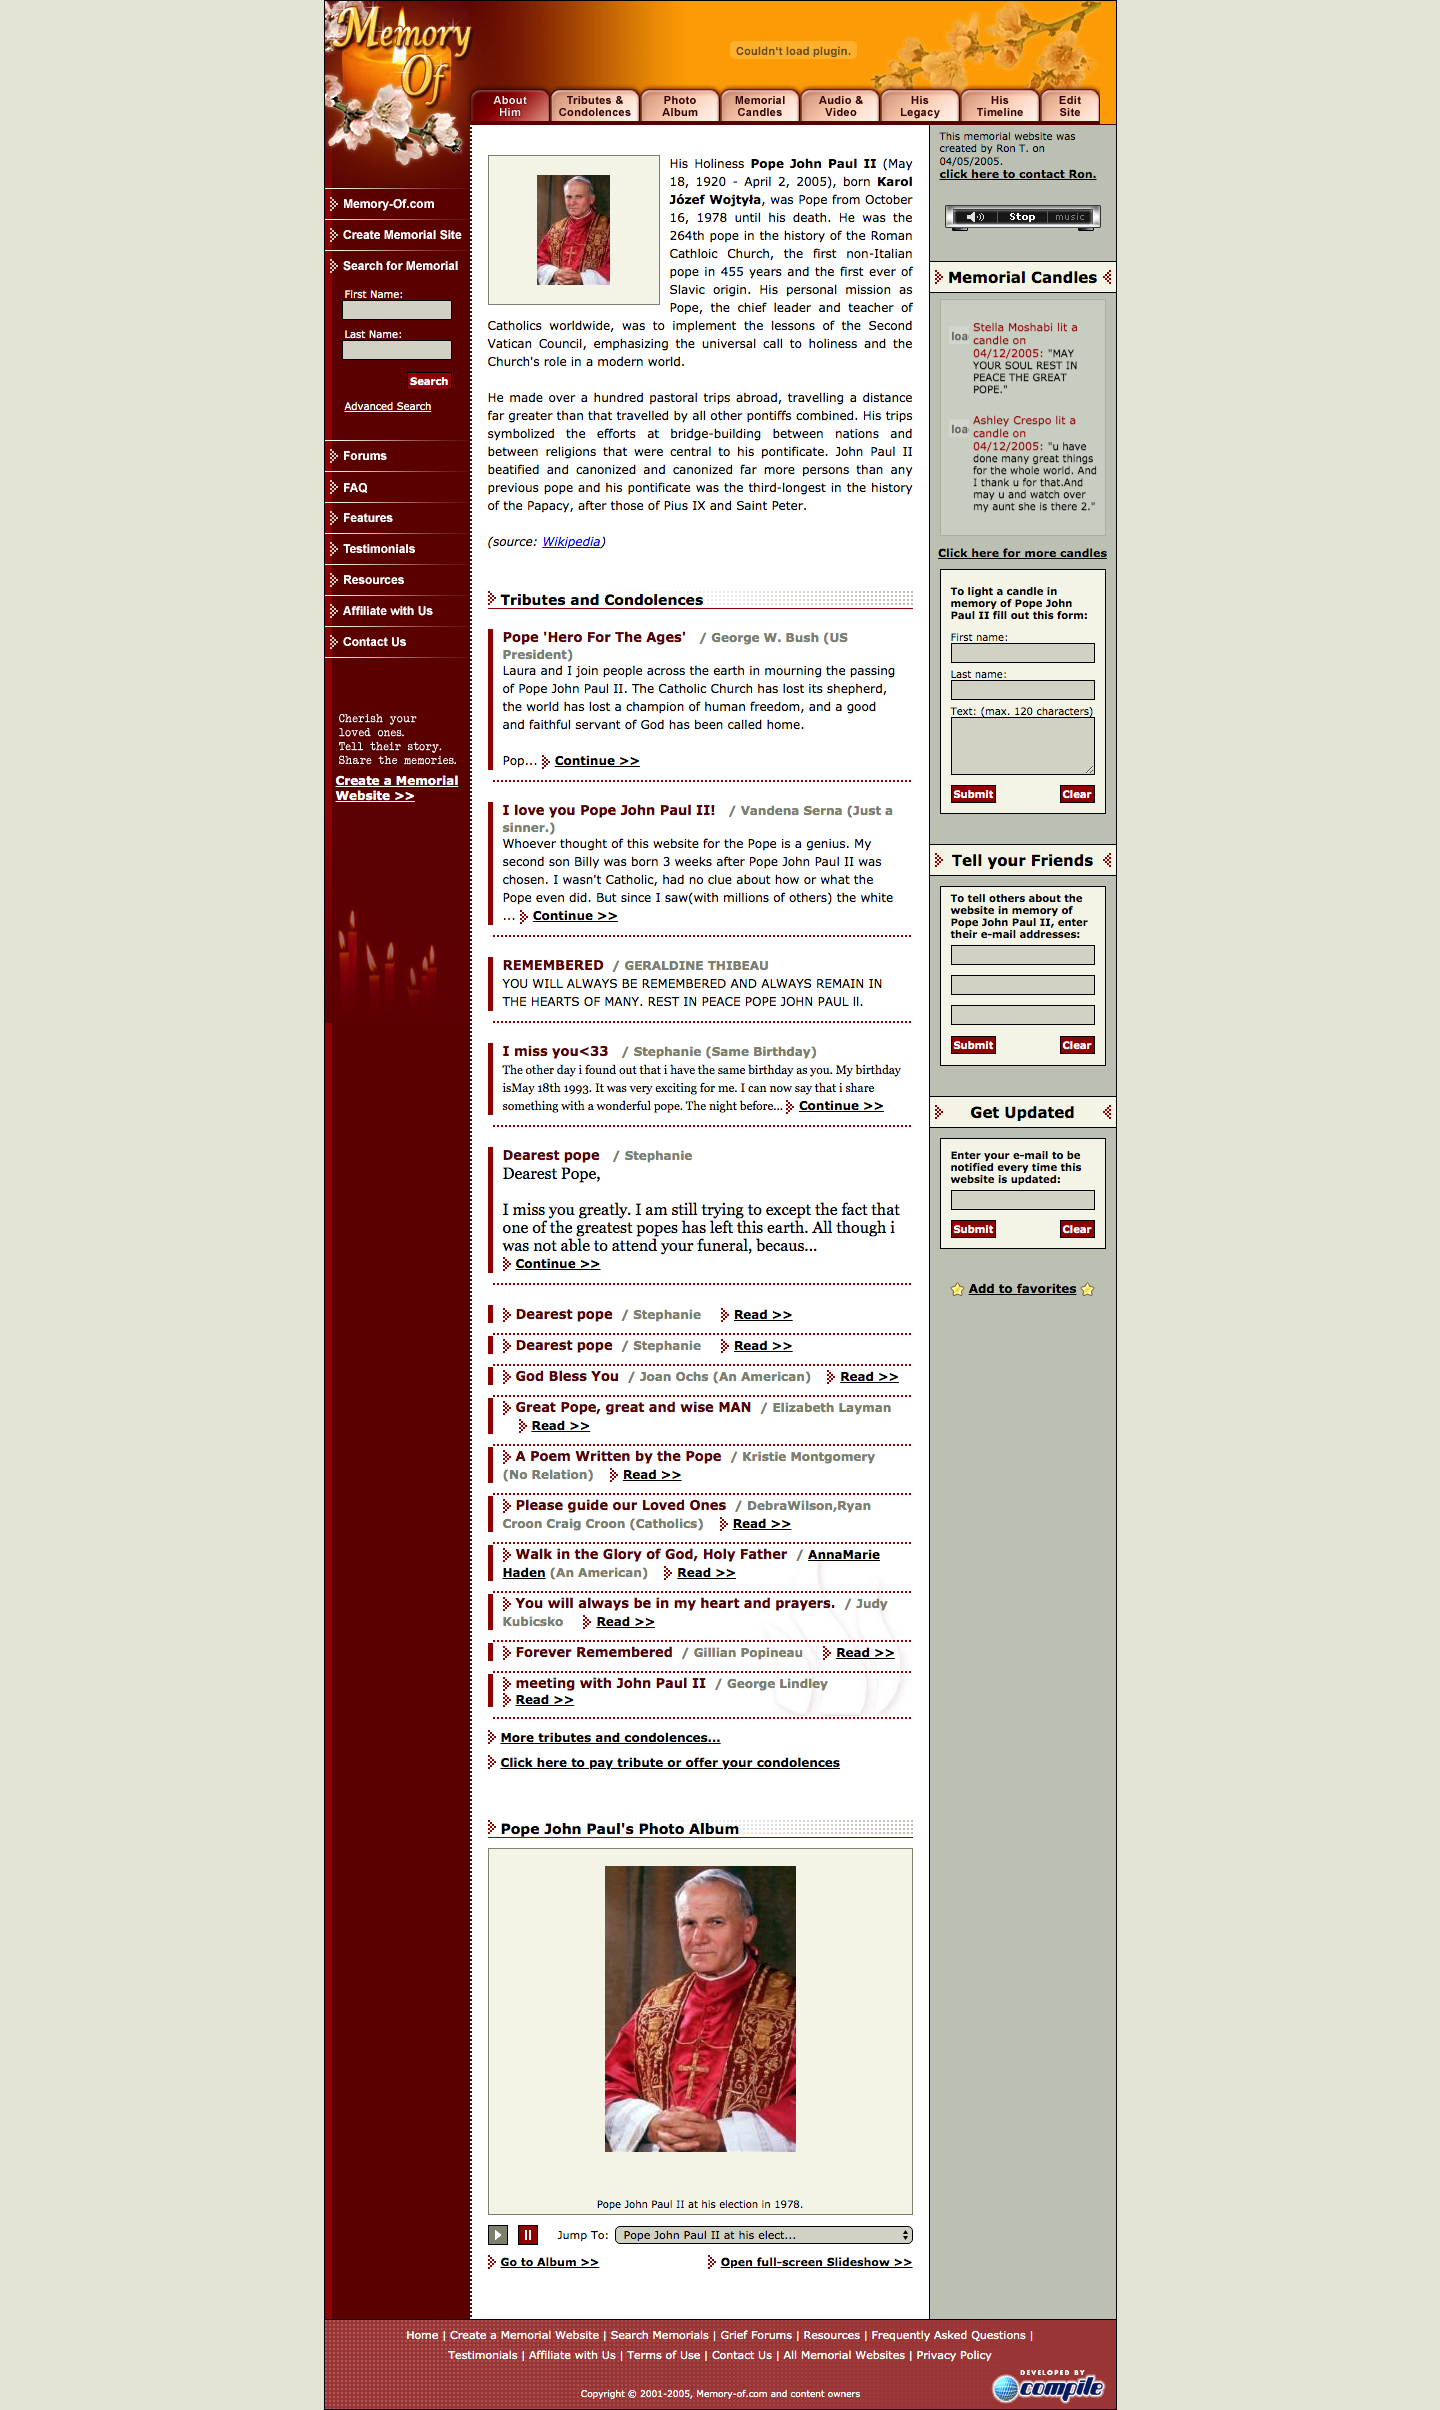 Memory
Of
Couldn't load plugin.
About
Him
Tributes &
Condolences
Photo
Album
Memorial
Candles
Audio &
Video
His
Legacy
His
Timeline
Edit
Site
Memory-Of.com
Create Memorial Site
Search for Memorial
First Name:
Last Name:
Search
Advanced Search
Forums
FAQ
Features
Testimonials
Resources
Affiliate with Us
Contact Us
Cherish your
loved ones.
Tell their story.
Share the memories.
Create a Memorial
Website >>
His Holiness Pope John Paul II (May
18, 1920 - April 2, 2005), born Karol
Józef Wojtyła, was Pope from October
16, 1978 until his death. He was the
264th pope in the history of the Roman
Cathloic Church, the first non-Italian
pope in 455 years and the first ever of
Slavic origin. His personal mission as
Pope, the chief leader and teacher of
Catholics worldwide, was to implement the lessons of the Second
Vatican Council, emphasizing the universal call to holiness and the
Church's role in a modern world.
He made over a hundred pastoral trips abroad, travelling a distance
far greater than that travelled by all other pontiffs combined. His trips
symbolized the efforts at bridge-building between nations and
between religions that were central to his pontificate. John Paul II
beatified and canonized and canonized far more persons than any
previous pope and his pontificate was the third-longest in the history
of the Papacy, after those of Pius IX and Saint Peter.
(source: Wikipedia)
Tributes and Condolences
Pope 'Hero For The Ages' / George W. Bush (US
President)
Laura and I join people across the earth in mourning the passing
of Pope John Paul II. The Catholic Church has lost its shepherd,
the world has lost a champion of human freedom, and a good
and faithful servant of God has been called home.
Pop... Continue >>
I love you Pope John Paul II! / Vandena Serna (Just a
sinner.)
Whoever thought of this website for the Pope is a genius. My
second son Billy was born 3 weeks after Pope John Paul II was
chosen. I wasn't Catholic, had no clue about how or what the
Pope even did. But since I saw(with millions of others) the white
... Continue >>
REMEMBERED / GERALDINE THIBEAU
YOU WILL ALWAYS BE REMEMBERED AND ALWAYS REMAIN IN
THE HEARTS OF MANY. REST IN PEACE POPE JOHN PAUL ll.
I miss you<33 / Stephanie (Same Birthday)
The other day i found out that i have the same birthday as you. My birthday
isMay 18th 1993. It was very exciting for me. I can now say that i share
something with a wonderful pope. The night before... Continue >>
Dearest pope / Stephanie
Dearest Pope,
I miss you greatly. I am still trying to except the fact that
one of the greatest popes has left this earth. All though i
was not able to attend your funeral, becaus...
Continue >>
Dearest pope / Stephanie Read >>
Dearest pope / Stephanie Read >>
God Bless You / Joan Ochs (An American) Read >>
Great Pope, great and wise MAN / Elizabeth Layman
Read >>
A Poem Written by the Pope / Kristie Montgomery
(No Relation) Read >>
Please guide our Loved Ones / DebraWilson,Ryan
Croon Craig Croon (Catholics) Read >>
Walk in the Glory of God, Holy Father / AnnaMarie
Haden (An American) Read >>
You will always be in my heart and prayers. / Judy
Kubicsko Read >>
Forever Remembered / Gillian Popineau Read >>
meeting with John Paul II / George Lindley
Read >>
More tributes and condolences...
Click here to pay tribute or offer your condolences
Pope John Paul's Photo Album
Pope John Paul II at his election in 1978.
Jump To: Pope John Paul II at his elect...
Go to Album >> Open full-screen Slideshow >>
This memorial website was
created by Ron T. on
04/05/2005.
click here to contact Ron.
Stop music
Memorial Candles
loa
Stella Moshabi lit a
candle on
04/12/2005: "MAY
YOUR SOUL REST IN
PEACE THE GREAT
POPE."
loa
Ashley Crespo lit a
candle on
04/12/2005: "u have
done many great things
for the whole world. And
I thank u for that.And
may u and watch over
my aunt she is there 2."
Click here for more candles
To light a candle in
memory of Pope John
Paul II fill out this form:
First name:
Last name:
Text: (max. 120 characters)
Submit Clear
Tell your Friends
To tell others about the
website in memory of
Pope John Paul II, enter
their e-mail addresses:
Submit Clear
Get Updated
Enter your e-mail to be
notified every time this
website is updated:
Submit Clear
Add to favorites
Home | Create a Memorial Website | Search Memorials | Grief Forums | Resources | Frequently Asked Questions |
Testimonials | Affiliate with Us | Terms of Use | Contact Us | All Memorial Websites | Privacy Policy
Copyright © 2001-2005, Memory-of.com and content owners
DEVELOPED BY
compile